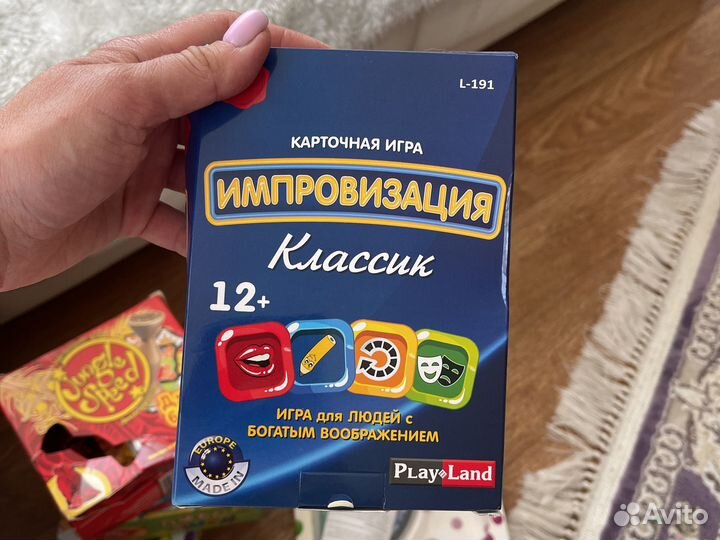 L-191
КАРТОЧНАЯ ИГРА
ИМПРОВИЗАЦИЯ
Классик
12+
ИГРА для ЛЮДЕЙ с
БОГАТЫМ ВООБРАЖЕНИЕМ
EUROPE
MADE IN
PLAY LAND
Jungle
Speed
Avito